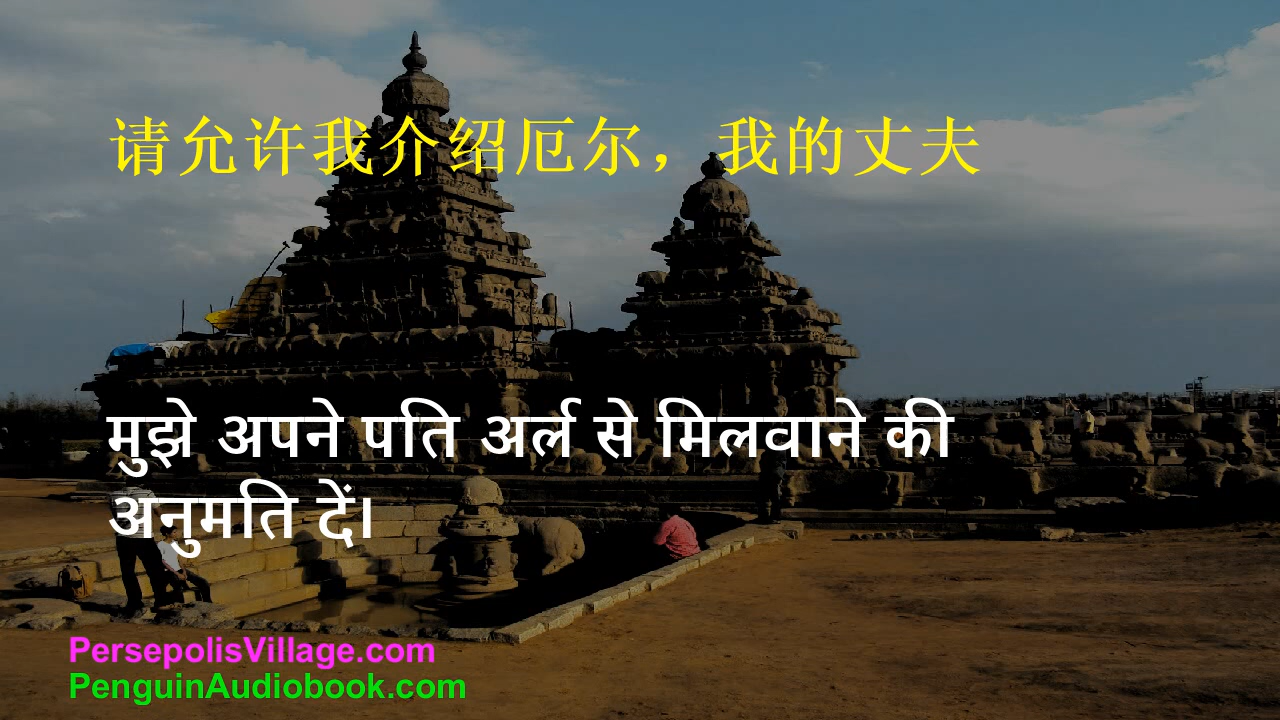 请允许我介绍厄尔，我的丈夫
मुझे अपने पति अर्ल से मिलवाने की
अनुमति दें।
PersepolisVillage.com
PenguinAudiobook.com